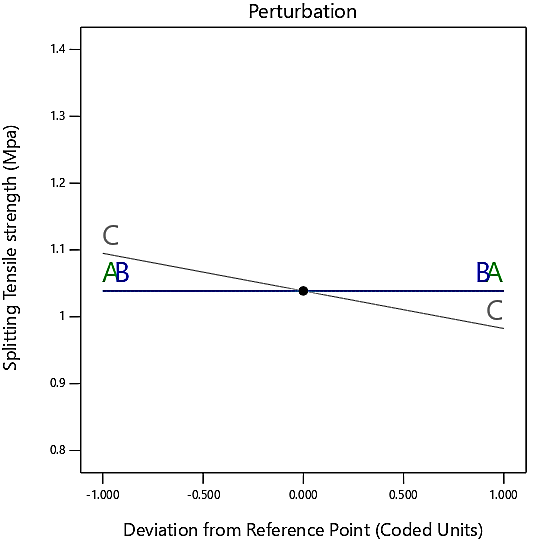 Perturbation
Splitting Tensile strength (Mpa)
1.4
1.3
1.2
1.1
1
0.9
0.8
C
AB
BA
C
-1.000 -0.500 0.000 0.500 1.000
Deviation from Reference Point (Coded Units)